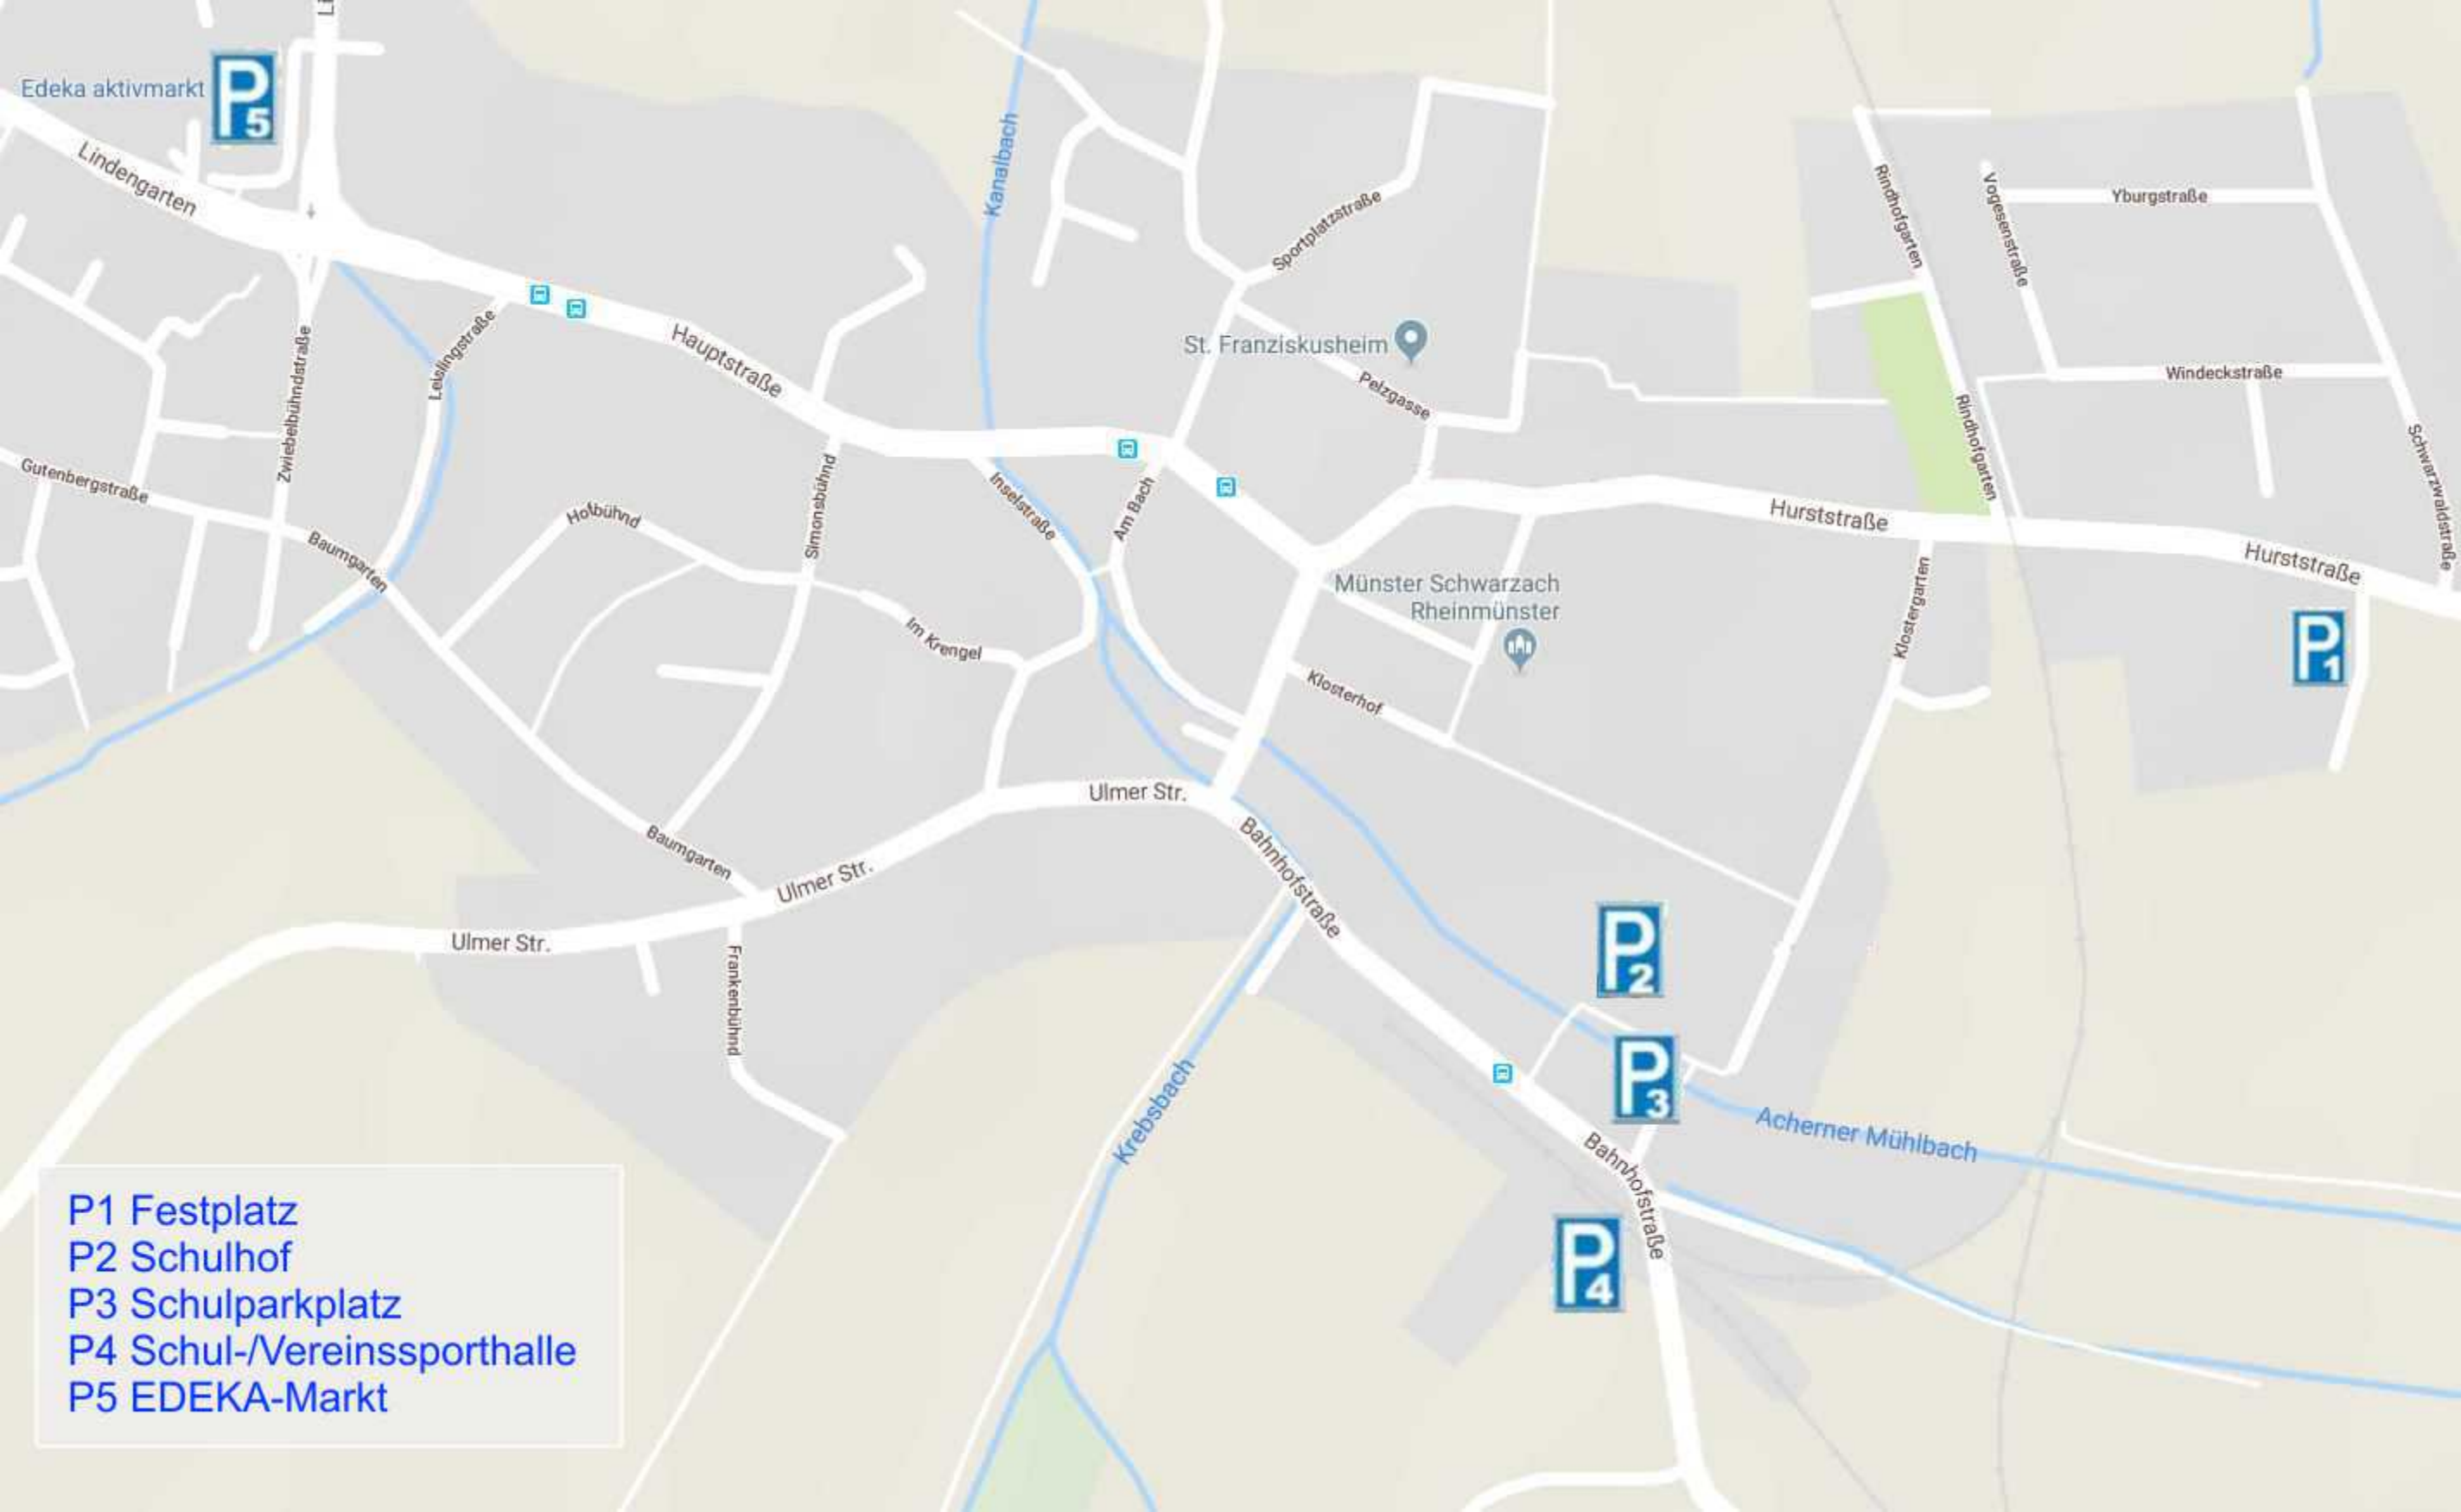 Li
Edeka aktivmarkt
P5
Lindengarten
Kanalbach
Rindhofgarten
Vogesenstraße
Yburgstraße
Sportplatzstraße
Zwiebelbühndstraße
Leislingstraße
Hauptstraße
St. Franziskusheim
Pelzgasse
Windeckstraße
Rindhofgarten
Schwarzwaldstraße
Gutenbergstraße
Baumgarten
Hofbühnd
Simonsbühnd
Inselstraße
Am Bach
Hurststraße
Hurststraße
Münster Schwarzach
Rheinmünster
Klostergarten
P1
Im Krengel
Klosterhof
Ulmer Str.
Bahnhofstraße
Baumgarten
Ulmer Str.
Ulmer Str.
Frankenbühnd
P2
P3
Krebsbach
Acherner Mühlbach
Bahnhofstraße
P4
P1 Festplatz
P2 Schulhof
P3 Schulparkplatz
P4 Schul-/Vereinssporthalle
P5 EDEKA-Markt